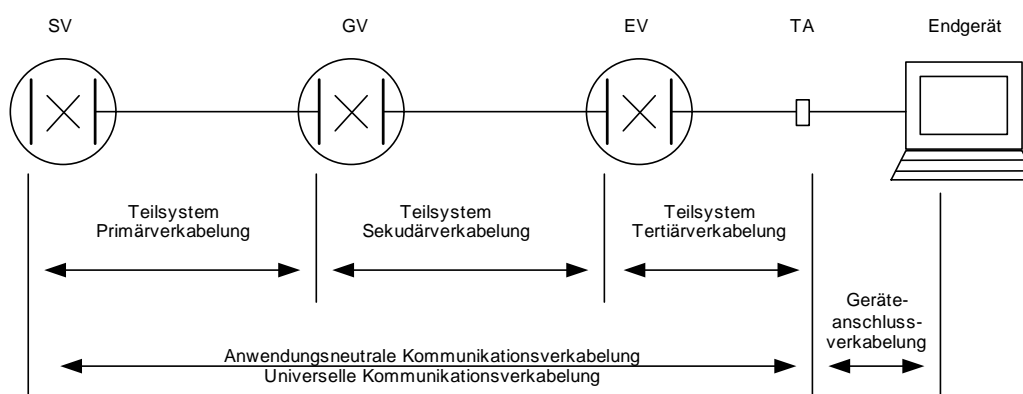 SV
GV
EV
TA
Endgerät
Teilsystem
Primärverkabelung
Teilsystem
Sekudärverkabelung
Teilsystem
Tertiärverkabelung
Geräte-
anschluss-
verkabelung
Anwendungsneutrale Kommunikationsverkabelung
Universelle Kommunikationsverkabelung